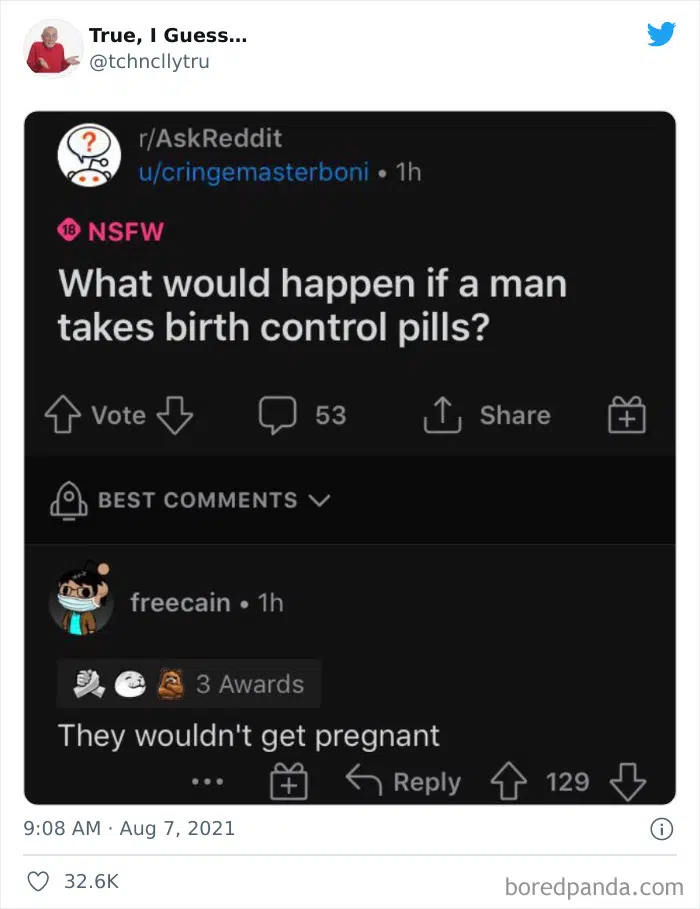 True, I Guess...
@tchncllytru
r/AskReddit
u/cringemasterboni • 1h
18 NSFW
What would happen if a man
takes birth control pills?
Vote 53 Share
BEST COMMENTS
freecain • 1h
3 Awards
They wouldn't get pregnant
... Reply 129
9:08 AM · Aug 7, 2021
32.6K
boredpanda.com